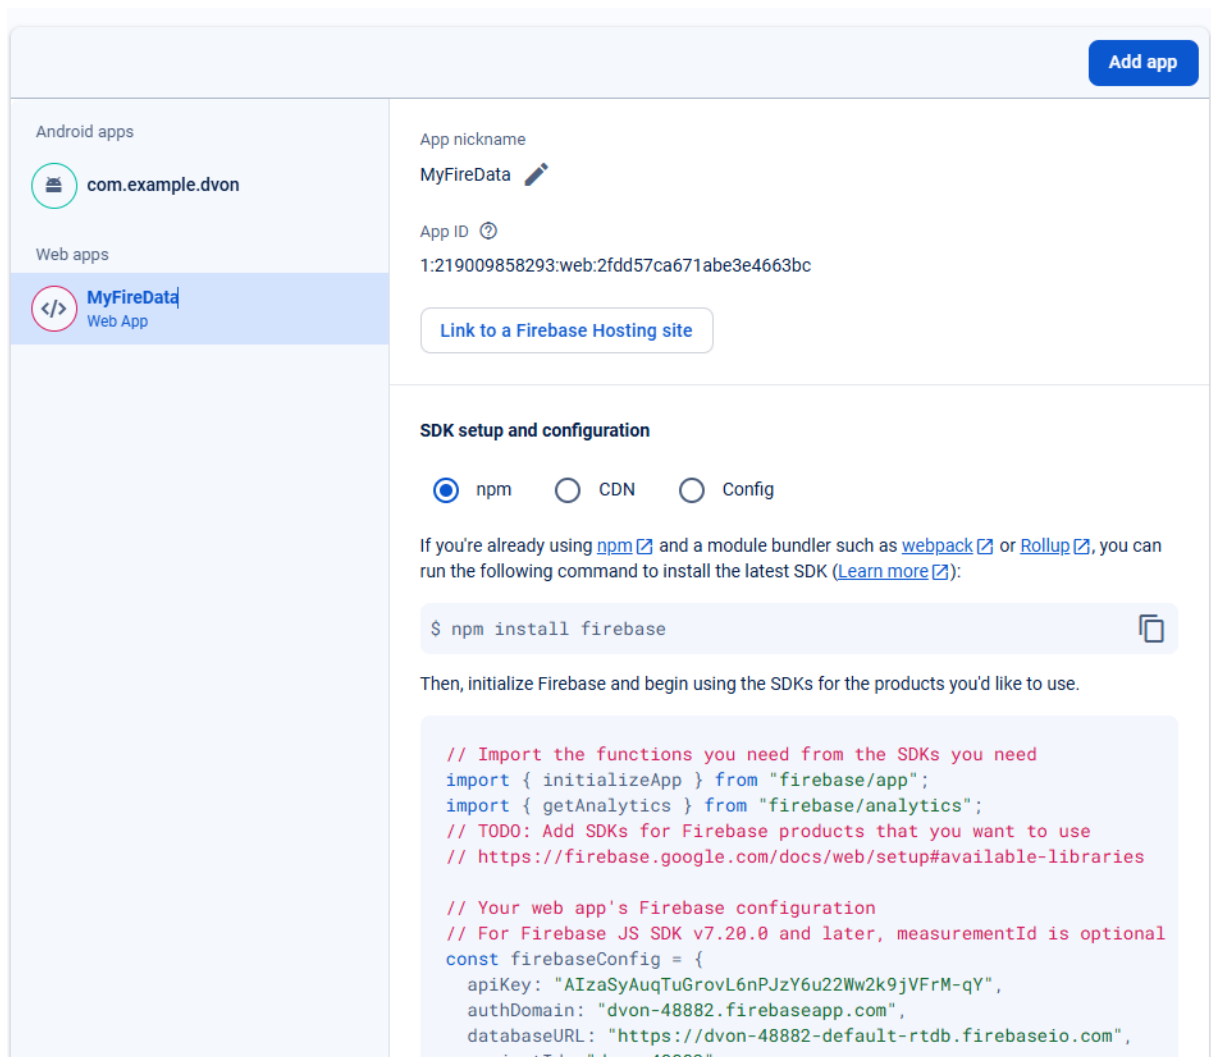 Add app
Android apps
com.example.dvon
Web apps
MyFireData
Web App
App nickname
MyFireData
App ID
1:219009858293:web:2fdd57ca671abe3e4663bc
Link to a Firebase Hosting site
SDK setup and configuration
npm CDN Config
If you're already using npm and a module bundler such as webpack or Rollup, you can
run the following command to install the latest SDK (Learn more):
$ npm install firebase
Then, initialize Firebase and begin using the SDKs for the products you'd like to use.
// Import the functions you need from the SDKs you need
import { initializeApp } from "firebase/app";
import { getAnalytics } from "firebase/analytics";
// TODO: Add SDKs for Firebase products that you want to use
// https://firebase.google.com/docs/web/setup#available-libraries
// Your web app's Firebase configuration
// For Firebase JS SDK v7.20.0 and later, measurementId is optional
const firebaseConfig = {
apiKey: "AIzaSyAuqTuGrovL6nPJzY6u22Ww2k9jVFrM-qY",
authDomain: "dvon-48882.firebaseapp.com",
databaseURL: "https://dvon-48882-default-rtdb.firebaseio.com",